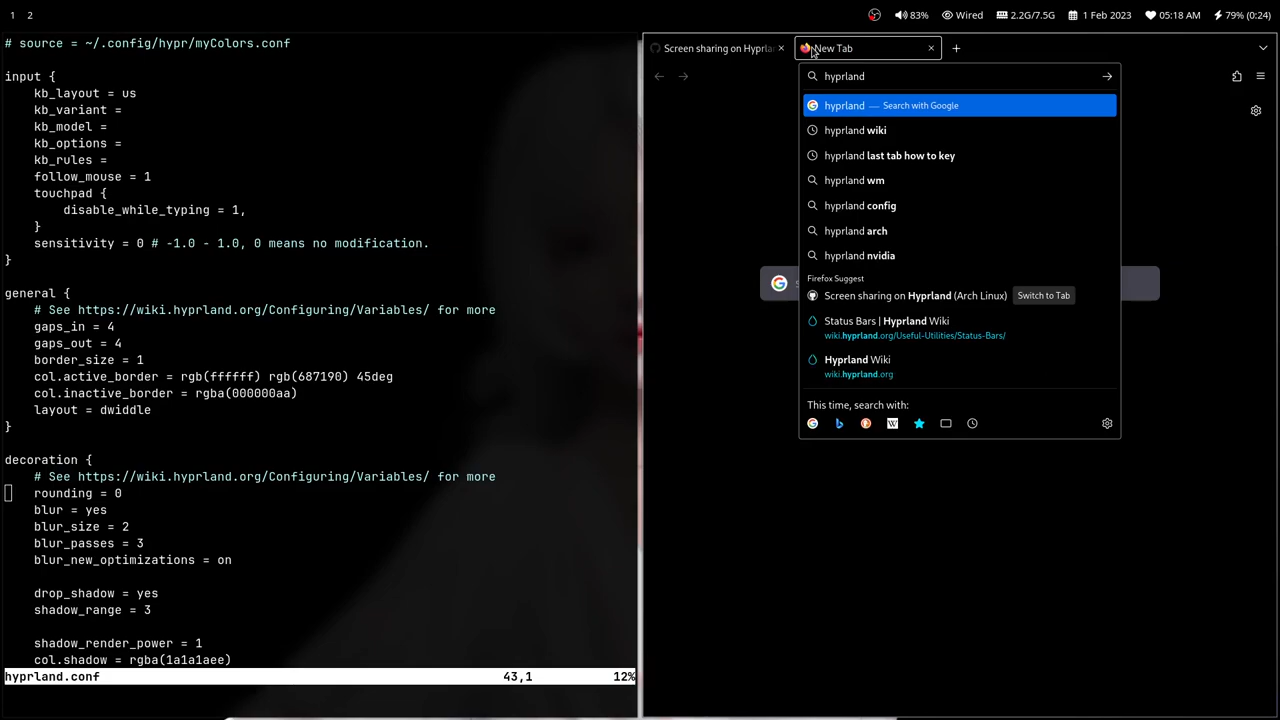 1 2
83% Wired 2.2G/7.5G 1 Feb 2023 05:18 AM 79% (0:24)
# source = ~/.config/hypr/myColors.conf
input {
    kb_layout = us
    kb_variant =
    kb_model =
    kb_options =
    kb_rules =
    follow_mouse = 1
    touchpad {
        disable_while_typing = 1,
    }
    sensitivity = 0 # -1.0 - 1.0, 0 means no modification.
}
general {
    # See https://wiki.hyprland.org/Configuring/Variables/ for more
    gaps_in = 4
    gaps_out = 4
    border_size = 1
    col.active_border = rgb(ffffff) rgb(687190) 45deg
    col.inactive_border = rgba(000000aa)
    layout = dwiddle
}
decoration {
    # See https://wiki.hyprland.org/Configuring/Variables/ for more
    rounding = 0
    blur = yes
    blur_size = 2
    blur_passes = 3
    blur_new_optimizations = on
    drop_shadow = yes
    shadow_range = 3
    shadow_render_power = 1
    col.shadow = rgba(1a1a1aee)
hyprland.conf 43,1 12%
Screen sharing on Hyprlan
New Tab
hyprland
hyprland — Search with Google
hyprland wiki
hyprland last tab how to key
hyprland wm
hyprland config
hyprland arch
hyprland nvidia
Firefox Suggest
Screen sharing on Hyprland (Arch Linux) Switch to Tab
Status Bars | Hyprland Wiki
wiki.hyprland.org/Useful-Utilities/Status-Bars/
Hyprland Wiki
wiki.hyprland.org
This time, search with: